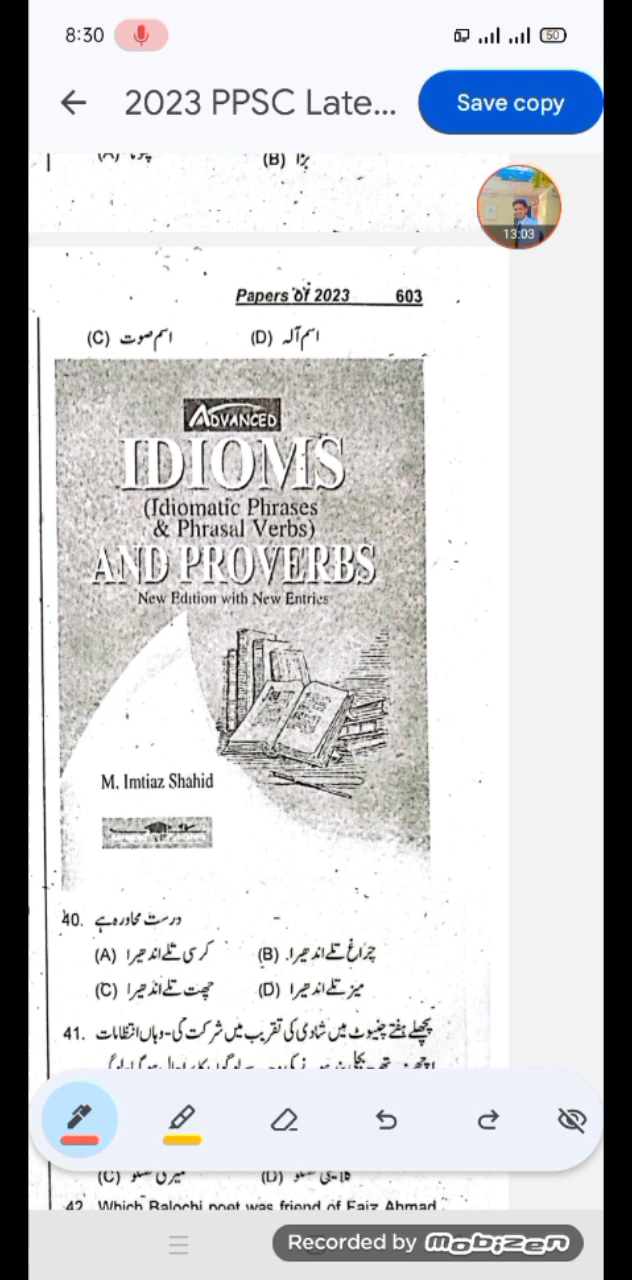 8:30
50
2023 PPSC Late...
Save copy
(B) بڑا
13:03
Papers of 2023 603
(C) اسم صوت (D) اسم آلہ
ADVANCED
IDIOMS
(Idiomatic Phrases
& Phrasal Verbs)
AND PROVERBS
New Edition with New Entries
M. Imtiaz Shahid
40. درست محاورہ ہے
(A) کرسی تلے اندھیرا (B) چراغ تلے اندھیرا
(C) چھت تلے اندھیرا (D) میز تلے اندھیرا
41. پچھلے ہفتے چنیوٹ میں شادی کی تقریب میں شرکت کی۔ وہاں انتظامات
(C) (D)
42. Which Balochi poet was friend of Faiz Ahmad
Recorded by mobizen